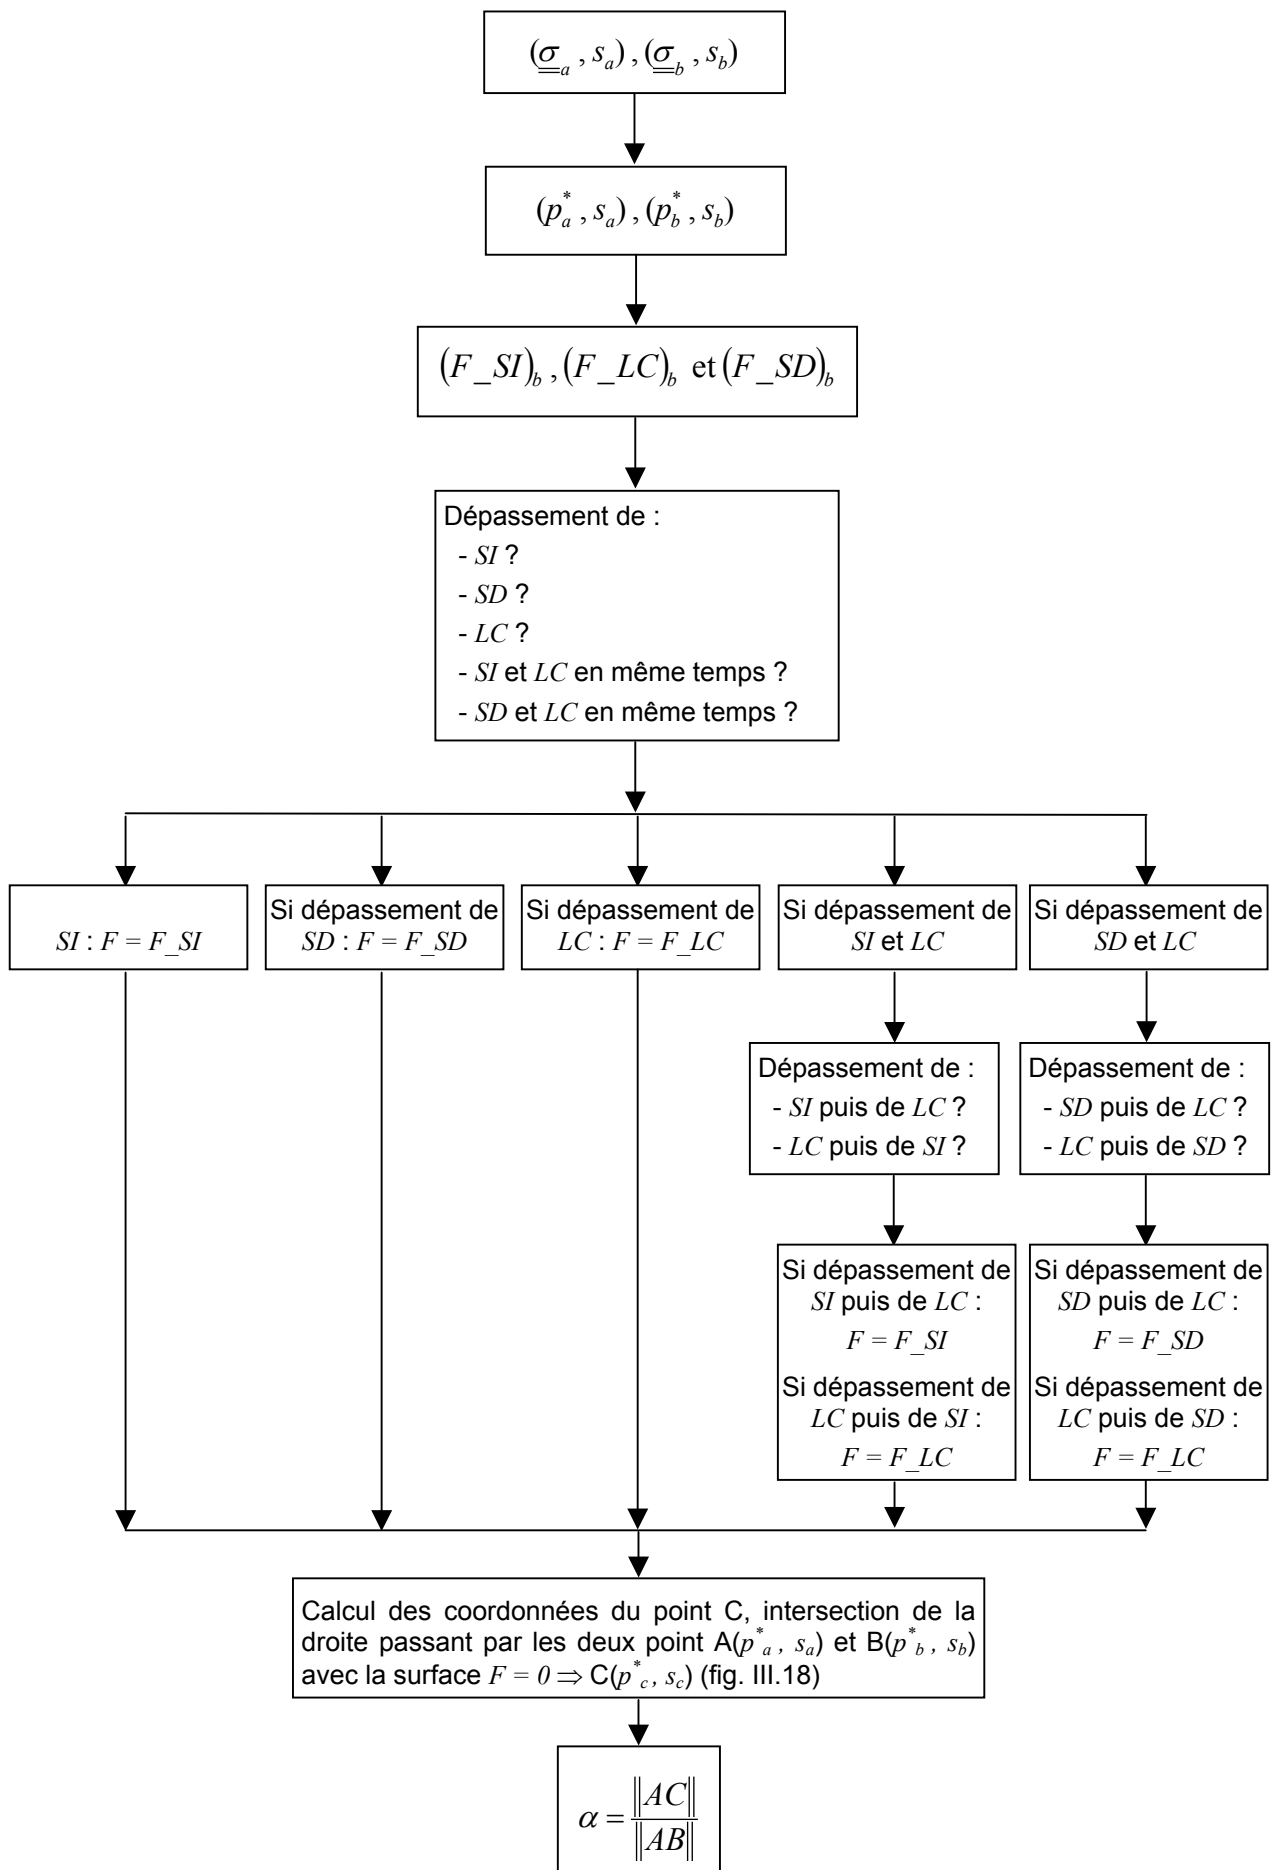 (σ_a , s_a) , (σ_b , s_b)
(p*_a , s_a) , (p*_b , s_b)
(F_SI)_b , (F_LC)_b et (F_SD)_b
Dépassement de :
- SI ?
- SD ?
- LC ?
- SI et LC en même temps ?
- SD et LC en même temps ?
SI : F = F_SI
Si dépassement de
SD : F = F_SD
Si dépassement de
LC : F = F_LC
Si dépassement de
SI et LC
Si dépassement de
SD et LC
Dépassement de :
- SI puis de LC ?
- LC puis de SI ?
Dépassement de :
- SD puis de LC ?
- LC puis de SD ?
Si dépassement de
SI puis de LC :
F = F_SI
Si dépassement de
LC puis de SI :
F = F_LC
Si dépassement de
SD puis de LC :
F = F_SD
Si dépassement de
LC puis de SD :
F = F_LC
Calcul des coordonnées du point C, intersection de la
droite passant par les deux point A(p*_a , s_a) et B(p*_b , s_b)
avec la surface F = 0 ⇒ C(p*_c , s_c) (fig. III.18)
α = ‖AC‖ / ‖AB‖